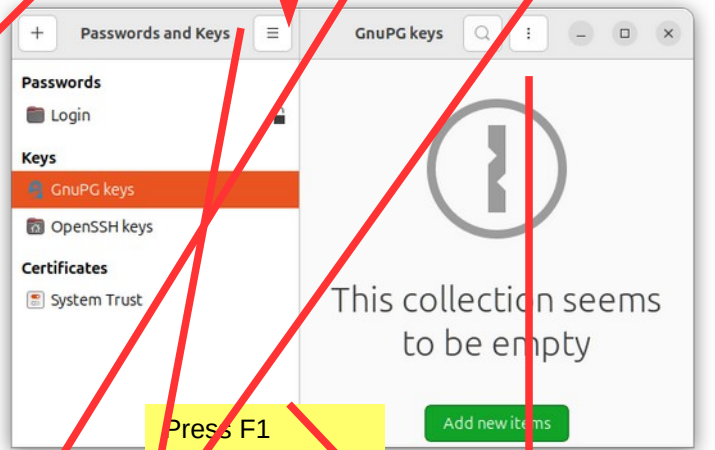 Passwords and Keys
GnuPG keys
Passwords
Login
Keys
GnuPG keys
OpenSSH keys
Certificates
System Trust
This collection seems
to be empty
Add new items
Press F1